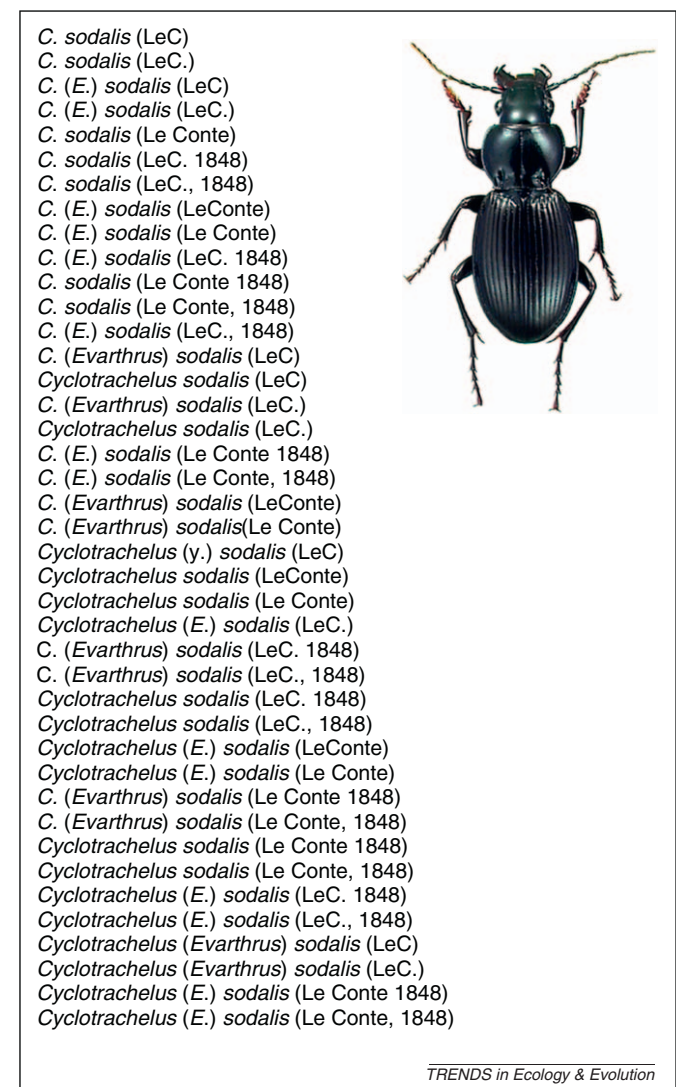 C. sodalis (LeC)
C. sodalis (LeC.)
C. (E.) sodalis (LeC)
C. (E.) sodalis (LeC.)
C. sodalis (Le Conte)
C. sodalis (LeC. 1848)
C. sodalis (LeC., 1848)
C. (E.) sodalis (LeConte)
C. (E.) sodalis (Le Conte)
C. (E.) sodalis (LeC. 1848)
C. sodalis (Le Conte 1848)
C. sodalis (Le Conte, 1848)
C. (E.) sodalis (LeC., 1848)
C. (Evarthrus) sodalis (LeC)
Cyclotrachelus sodalis (LeC)
C. (Evarthrus) sodalis (LeC.)
Cyclotrachelus sodalis (LeC.)
C. (E.) sodalis (Le Conte 1848)
C. (E.) sodalis (Le Conte, 1848)
C. (Evarthrus) sodalis (LeConte)
C. (Evarthrus) sodalis(Le Conte)
Cyclotrachelus (y.) sodalis (LeC)
Cyclotrachelus sodalis (LeConte)
Cyclotrachelus sodalis (Le Conte)
Cyclotrachelus (E.) sodalis (LeC.)
C. (Evarthrus) sodalis (LeC. 1848)
C. (Evarthrus) sodalis (LeC., 1848)
Cyclotrachelus sodalis (LeC. 1848)
Cyclotrachelus sodalis (LeC., 1848)
Cyclotrachelus (E.) sodalis (LeConte)
Cyclotrachelus (E.) sodalis (Le Conte)
C. (Evarthrus) sodalis (Le Conte 1848)
C. (Evarthrus) sodalis (Le Conte, 1848)
Cyclotrachelus sodalis (Le Conte 1848)
Cyclotrachelus sodalis (Le Conte, 1848)
Cyclotrachelus (E.) sodalis (LeC. 1848)
Cyclotrachelus (E.) sodalis (LeC., 1848)
Cyclotrachelus (Evarthrus) sodalis (LeC)
Cyclotrachelus (Evarthrus) sodalis (LeC.)
Cyclotrachelus (E.) sodalis (Le Conte 1848)
Cyclotrachelus (E.) sodalis (Le Conte, 1848)
TRENDS in Ecology & Evolution